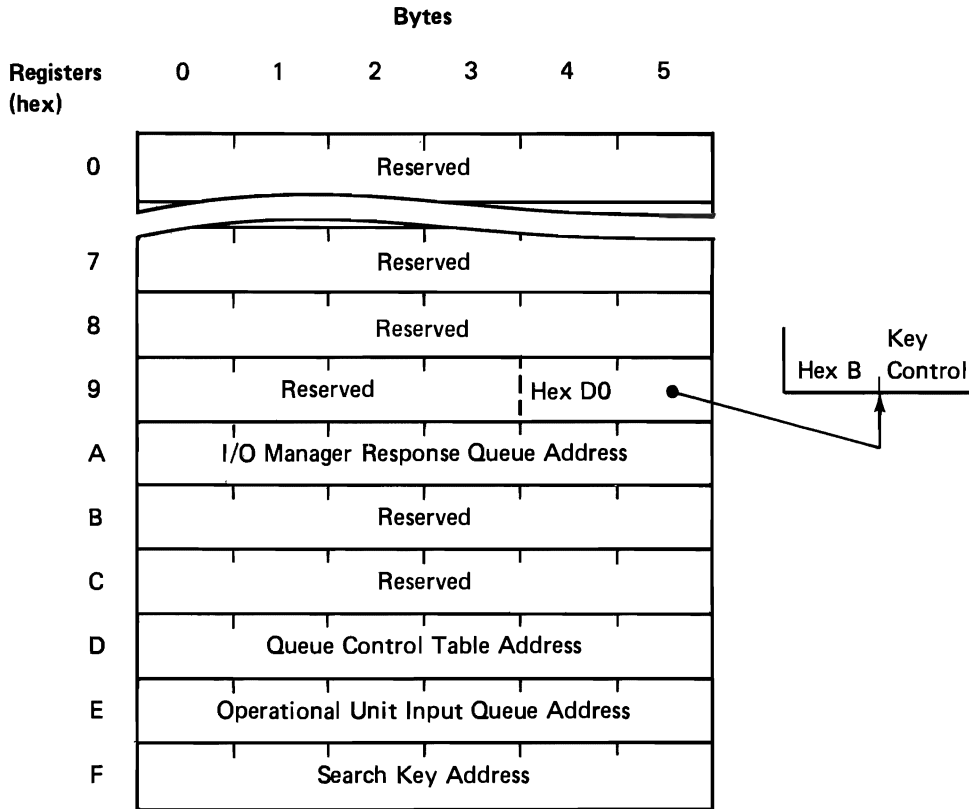 Bytes
Registers 0 1 2 3 4 5
(hex)
0 Reserved
7 Reserved
8 Reserved
Key
Hex B Control
9 Reserved Hex D0
A I/O Manager Response Queue Address
B Reserved
C Reserved
D Queue Control Table Address
E Operational Unit Input Queue Address
F Search Key Address